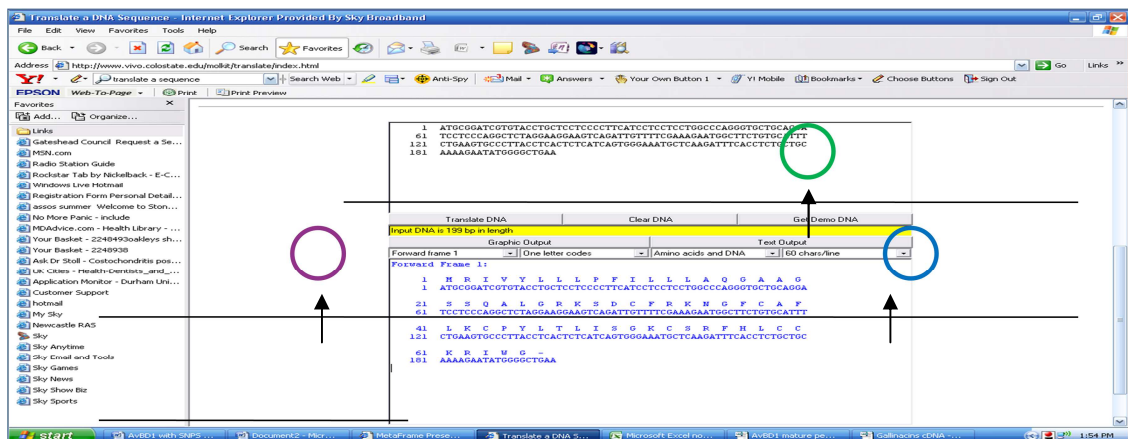 Translate a DNA Sequence - Internet Explorer Provided By Sky Broadband
File Edit View Favorites Tools Help
Back Search Favorites
Address http://www.vivo.colostate.edu/molkit/translate/index.html Go Links »
Y! translate a sequence Search Web Anti-Spy Mail Answers Your Own Button 1 Y! Mobile Bookmarks Choose Buttons Sign Out
EPSON Web-To-Page Print Print Preview
Favorites x
Add... Organize...
Links
Gateshead Council Request a Se...
MSN.com
Radio Station Guide
Rockstar Tab by Nickelback - E-C...
Windows Live Hotmail
Registration Form Personal Detail...
assos summer Welcome to Ston...
No More Panic - include
MDAdvice.com - Health Library - ...
Your Basket - 2248493oakleys sh...
Your Basket - 2248938
Ask Dr Stoll - Costochondritis pos...
UK Cities - Health-Dentists_and_...
Application Monitor - Durham Uni...
Customer Support
hotmail
My Sky
Newcastle RAS
Sky
Sky Anytime
Sky Email and Tools
Sky Games
Sky News
Sky Show Biz
Sky Sports
1 ATGCGGATCGTGTACCTGCTCCTCCCCTTCATCCTCCTCCTGGCCCAGGGTGCTGCAGGA
61 TCCTCCCAGGCTCTAGGAAGGAAGTCAGATTGTTTTCGAAAGAATGGCTTCTGTGCATTT
121 CTGAAGTGCCCTTACCTCACTCTCATCAGTGGGAAATGCTCAAGATTTCACCTCTGCTGC
181 AAAAGAATATGGGGCTGAA
Translate DNA Clear DNA Get Demo DNA
Input DNA is 199 bp in length
Graphic Output Text Output
Forward frame 1 One letter codes Amino acids and DNA 60 chars/line
Forward Frame 1:
1 M R I V Y L L L P F I L L L A Q G A A G
1 ATGCGGATCGTGTACCTGCTCCTCCCCTTCATCCTCCTCCTGGCCCAGGGTGCTGCAGGA
21 S S Q A L G R K S D C F R K N G F C A F
61 TCCTCCCAGGCTCTAGGAAGGAAGTCAGATTGTTTTCGAAAGAATGGCTTCTGTGCATTT
41 L K C P Y L T L I S G K C S R F H L C C
121 CTGAAGTGCCCTTACCTCACTCTCATCAGTGGGAAATGCTCAAGATTTCACCTCTGCTGC
61 K R I W G -
181 AAAAGAATATGGGGCTGAA
start AvBD1 with SNPS ... Document2 - Micr... MetaFrame Prese... Translate a DNA S... Microsoft Excel no... AvBD1 mature pe... Gallinacins cDNA -... 1:54 PM